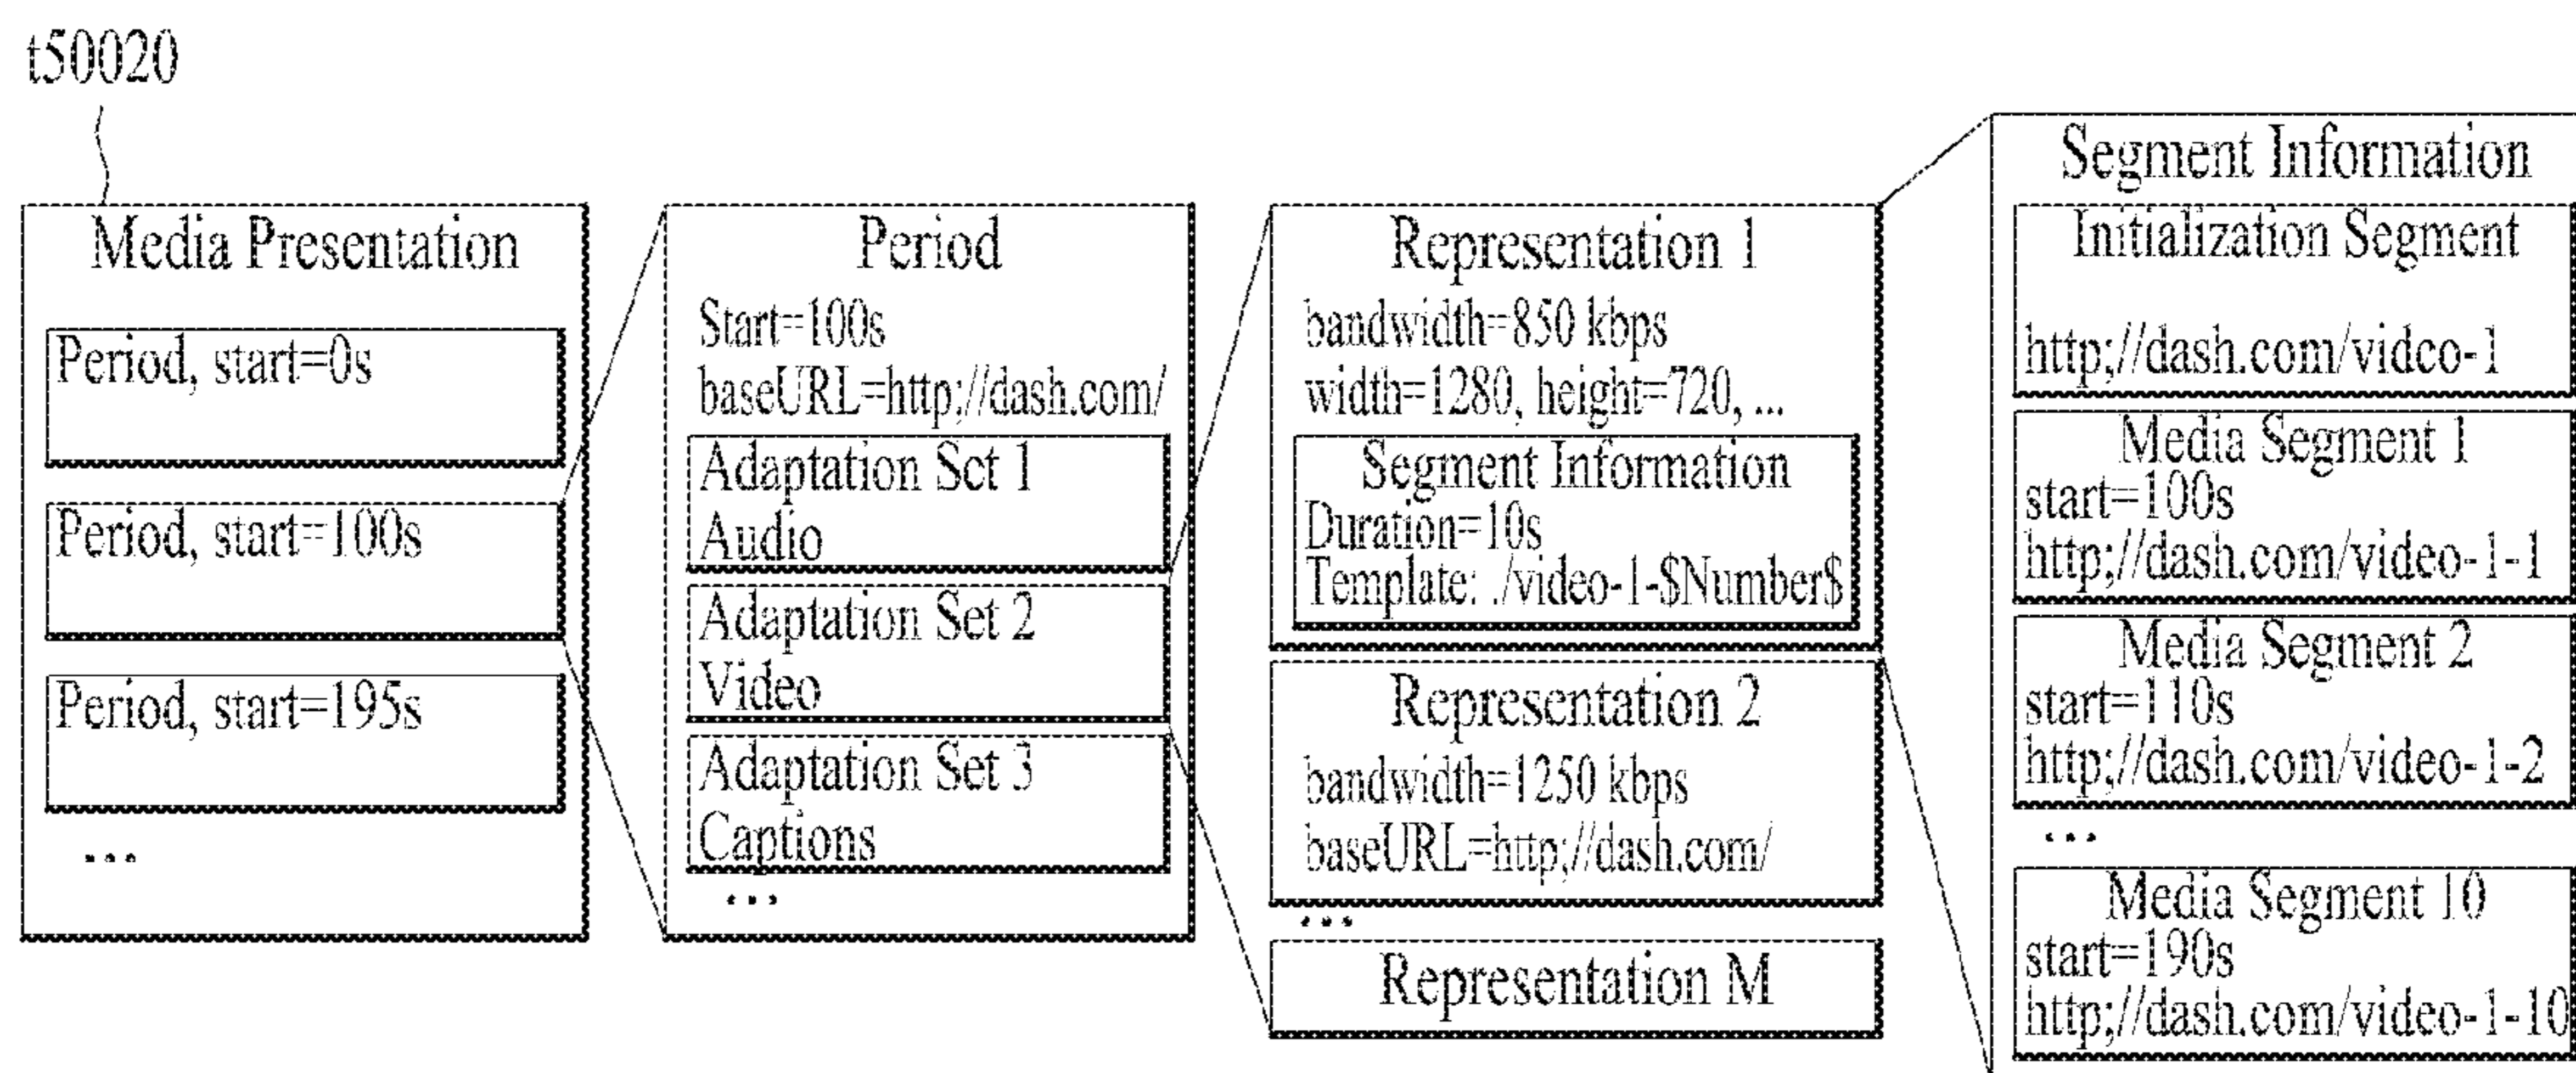 t50020
Media Presentation
Period, start=0s
Period, start=100s
Period, start=195s
...
Period
Start=100s
baseURL=http;//dash.com/
Adaptation Set 1
Audio
Adaptation Set 2
Video
Adaptation Set 3
Captions
...
Representation 1
bandwidth=850 kbps
width=1280, height=720, ...
Segment Information
Duration=10s
Template: ./video-1-$Number$
Representation 2
bandwidth=1250 kbps
baseURL=http;//dash.com/
...
Representation M
Segment Information
Initialization Segment
http;//dash.com/video-1
Media Segment 1
start=100s
http;//dash.com/video-1-1
Media Segment 2
start=110s
http;//dash.com/video-1-2
...
Media Segment 10
start=190s
http;//dash.com/video-1-10